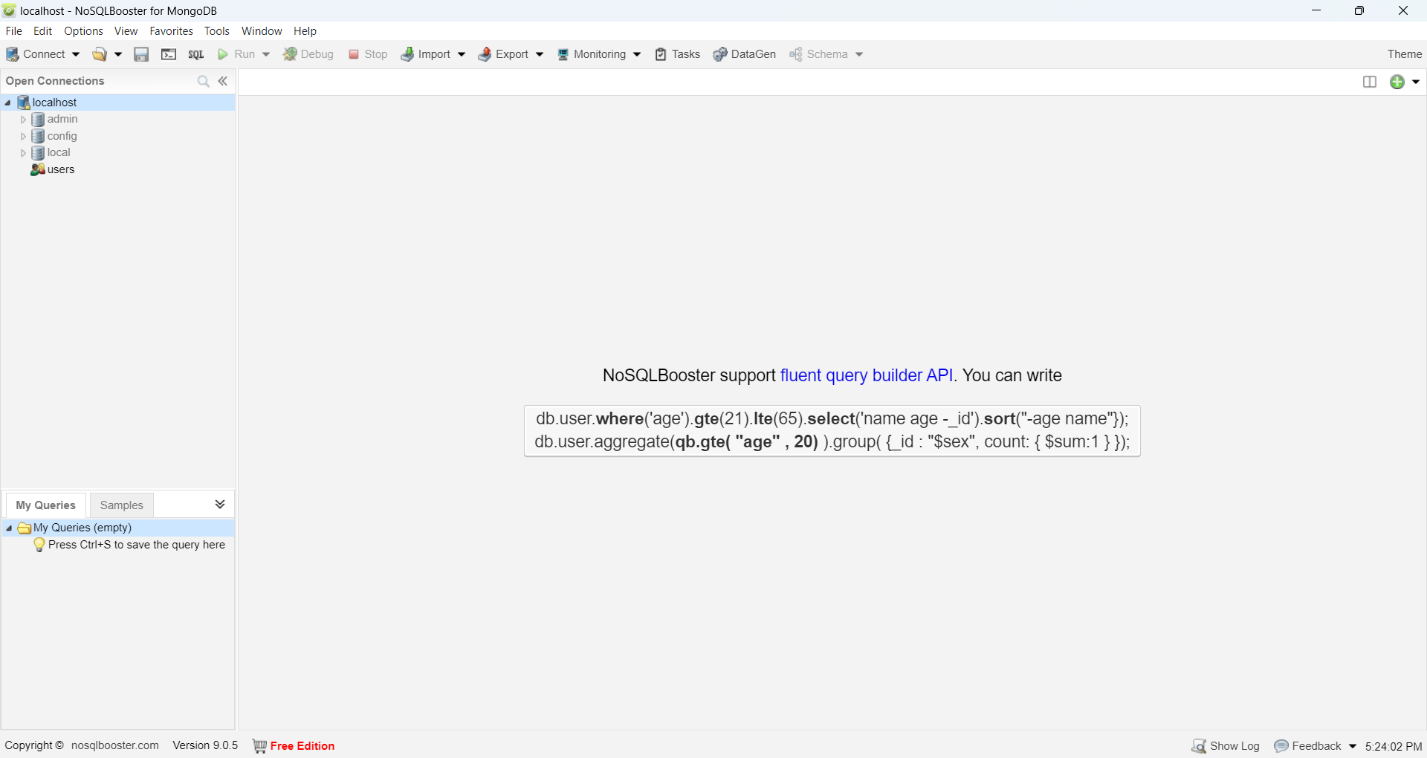 localhost - NoSQLBooster for MongoDB
File Edit Options View Favorites Tools Window Help
Connect SQL Run Debug Stop Import Export Monitoring Tasks DataGen Schema Theme
Open Connections
localhost
admin
config
local
users
NoSQLBooster support fluent query builder API. You can write
db.user.where('age').gte(21).lte(65).select('name age -_id').sort("-age name"});
db.user.aggregate(qb.gte( "age" , 20) ).group( {_id : "$sex", count: { $sum:1 } });
My Queries Samples
My Queries (empty)
Press Ctrl+S to save the query here
Copyright © nosqlbooster.com Version 9.0.5 Free Edition Show Log Feedback 5:24:02 PM